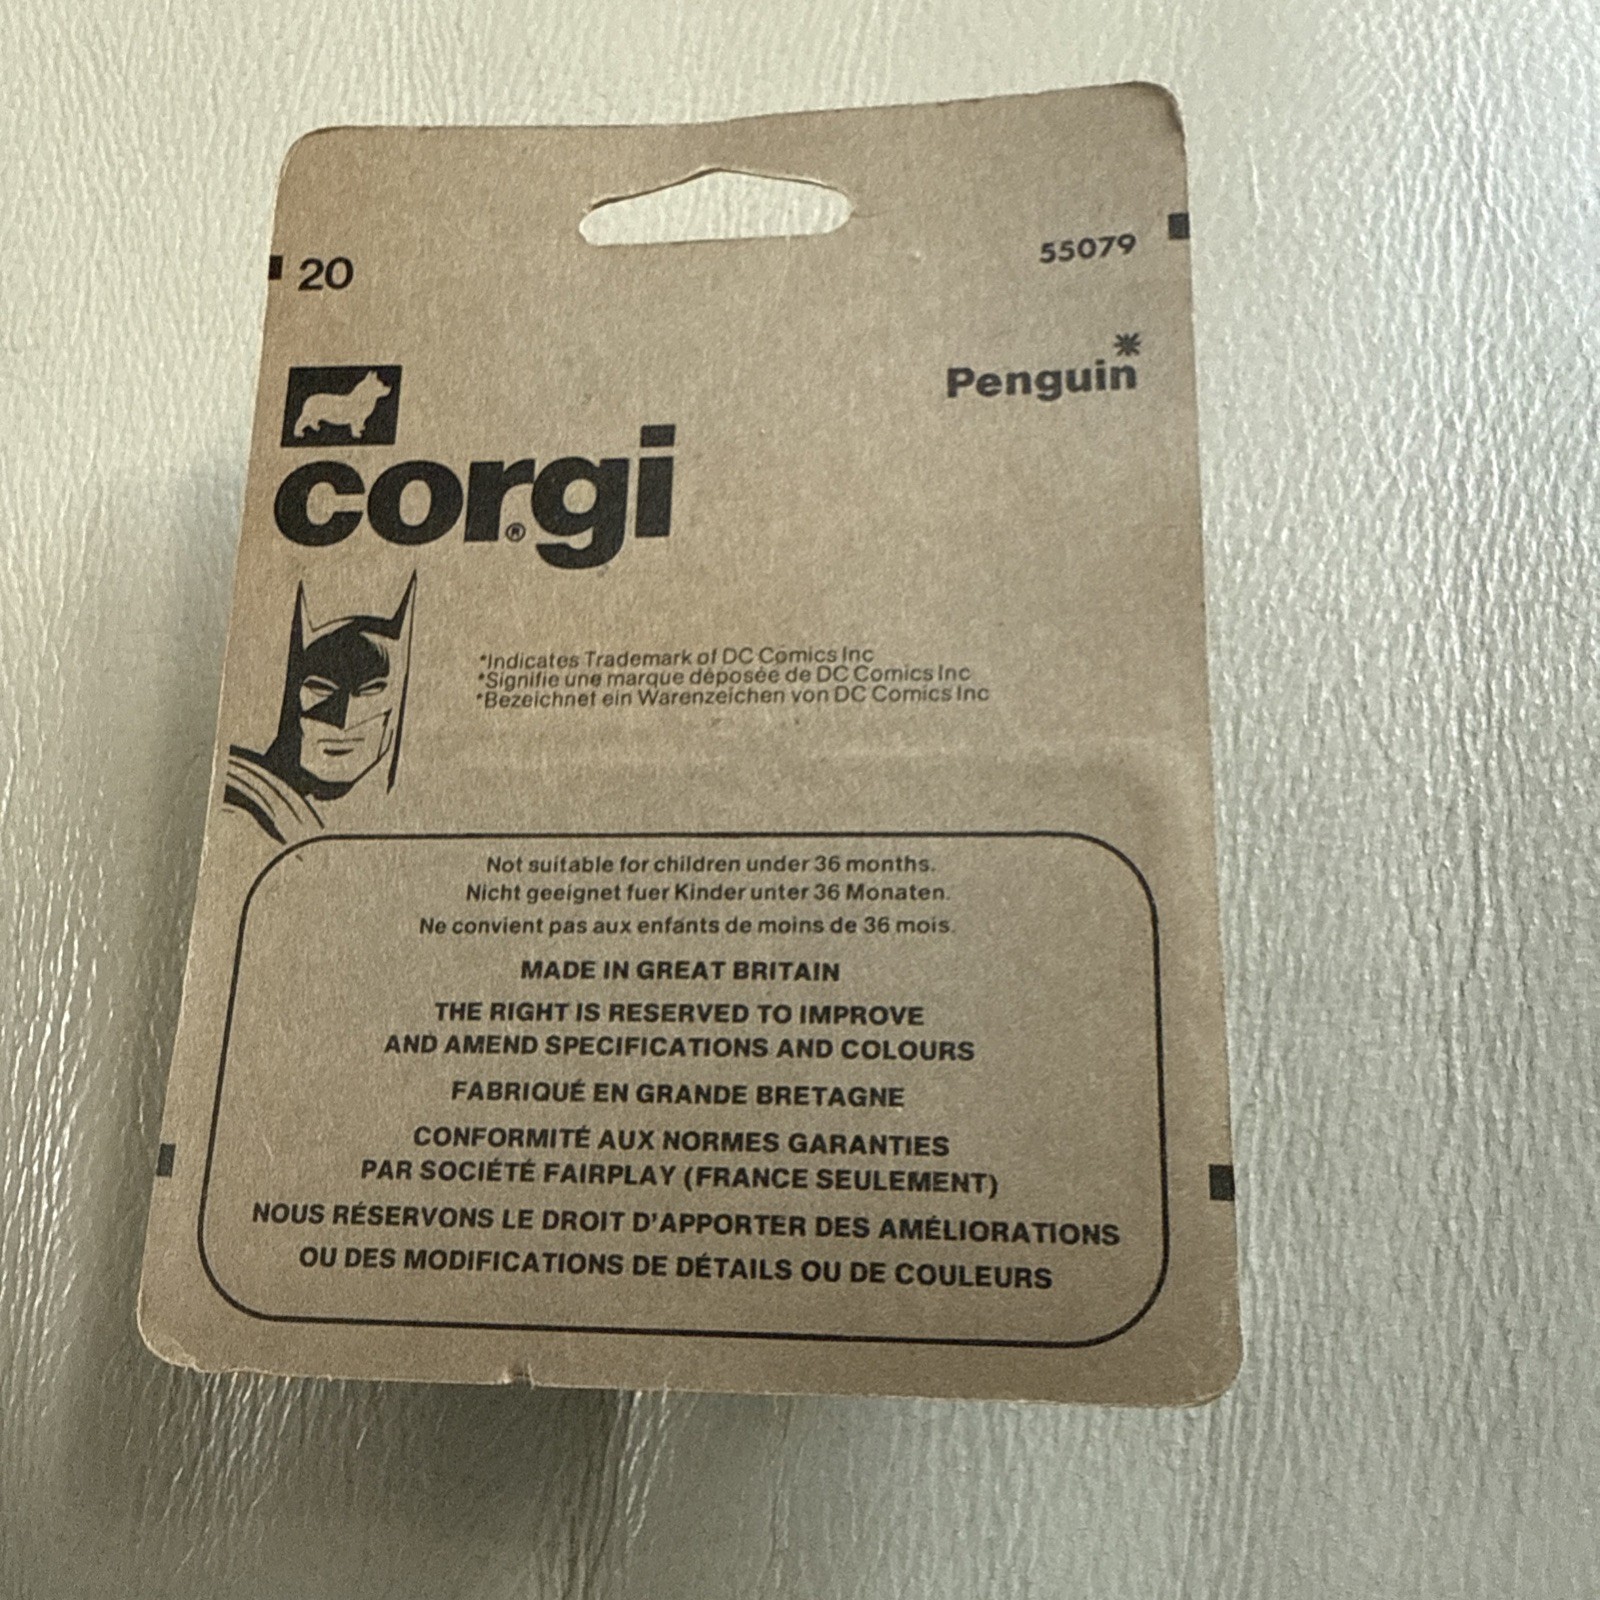 20
55079
Penguin*
corgi®
*Indicates Trademark of DC Comics Inc
*Signifie une marque déposée de DC Comics Inc
*Bezeichnet ein Warenzeichen von DC Comics Inc
Not suitable for children under 36 months.
Nicht geeignet fuer Kinder unter 36 Monaten.
Ne convient pas aux enfants de moins de 36 mois.
MADE IN GREAT BRITAIN
THE RIGHT IS RESERVED TO IMPROVE
AND AMEND SPECIFICATIONS AND COLOURS
FABRIQUÉ EN GRANDE BRETAGNE
CONFORMITÉ AUX NORMES GARANTIES
PAR SOCIÉTÉ FAIRPLAY (FRANCE SEULEMENT)
NOUS RÉSERVONS LE DROIT D'APPORTER DES AMÉLIORATIONS
OU DES MODIFICATIONS DE DÉTAILS OU DE COULEURS